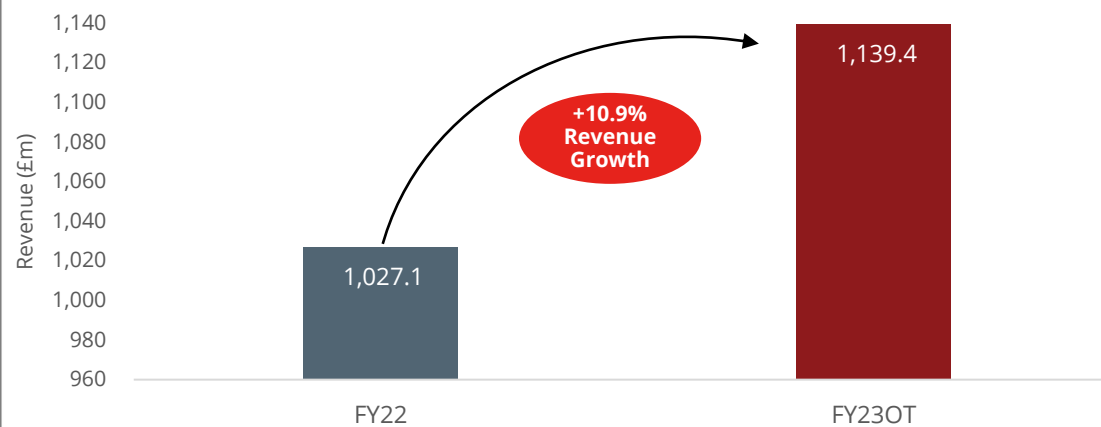 Revenue (£m)
1,140
1,120
1,100
1,080
1,060
1,040
1,020
1,000
980
960
1,027.1
+10.9%
Revenue
Growth
1,139.4
FY22
FY23OT